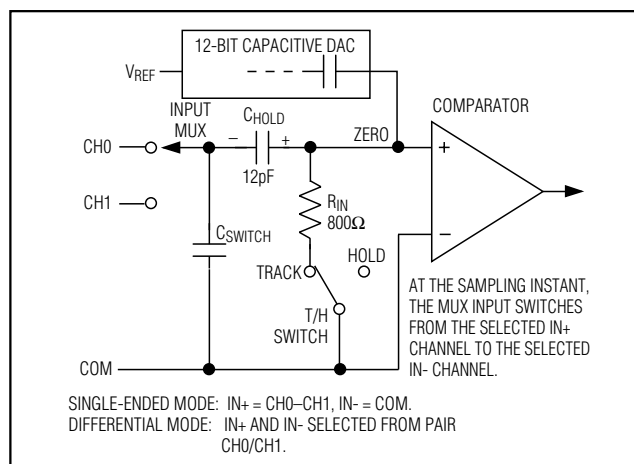 12-BIT CAPACITIVE DAC
VREF
COMPARATOR
INPUT
MUX
CHOLD
ZERO
CH0
− +
12pF
+
CH1
RIN
800Ω
CSWITCH
−
HOLD
TRACK
T/H
SWITCH
AT THE SAMPLING INSTANT,
THE MUX INPUT SWITCHES
FROM THE SELECTED IN+
CHANNEL TO THE SELECTED
IN- CHANNEL.
COM
SINGLE-ENDED MODE: IN+ = CH0–CH1, IN- = COM.
DIFFERENTIAL MODE: IN+ AND IN- SELECTED FROM PAIR
CH0/CH1.